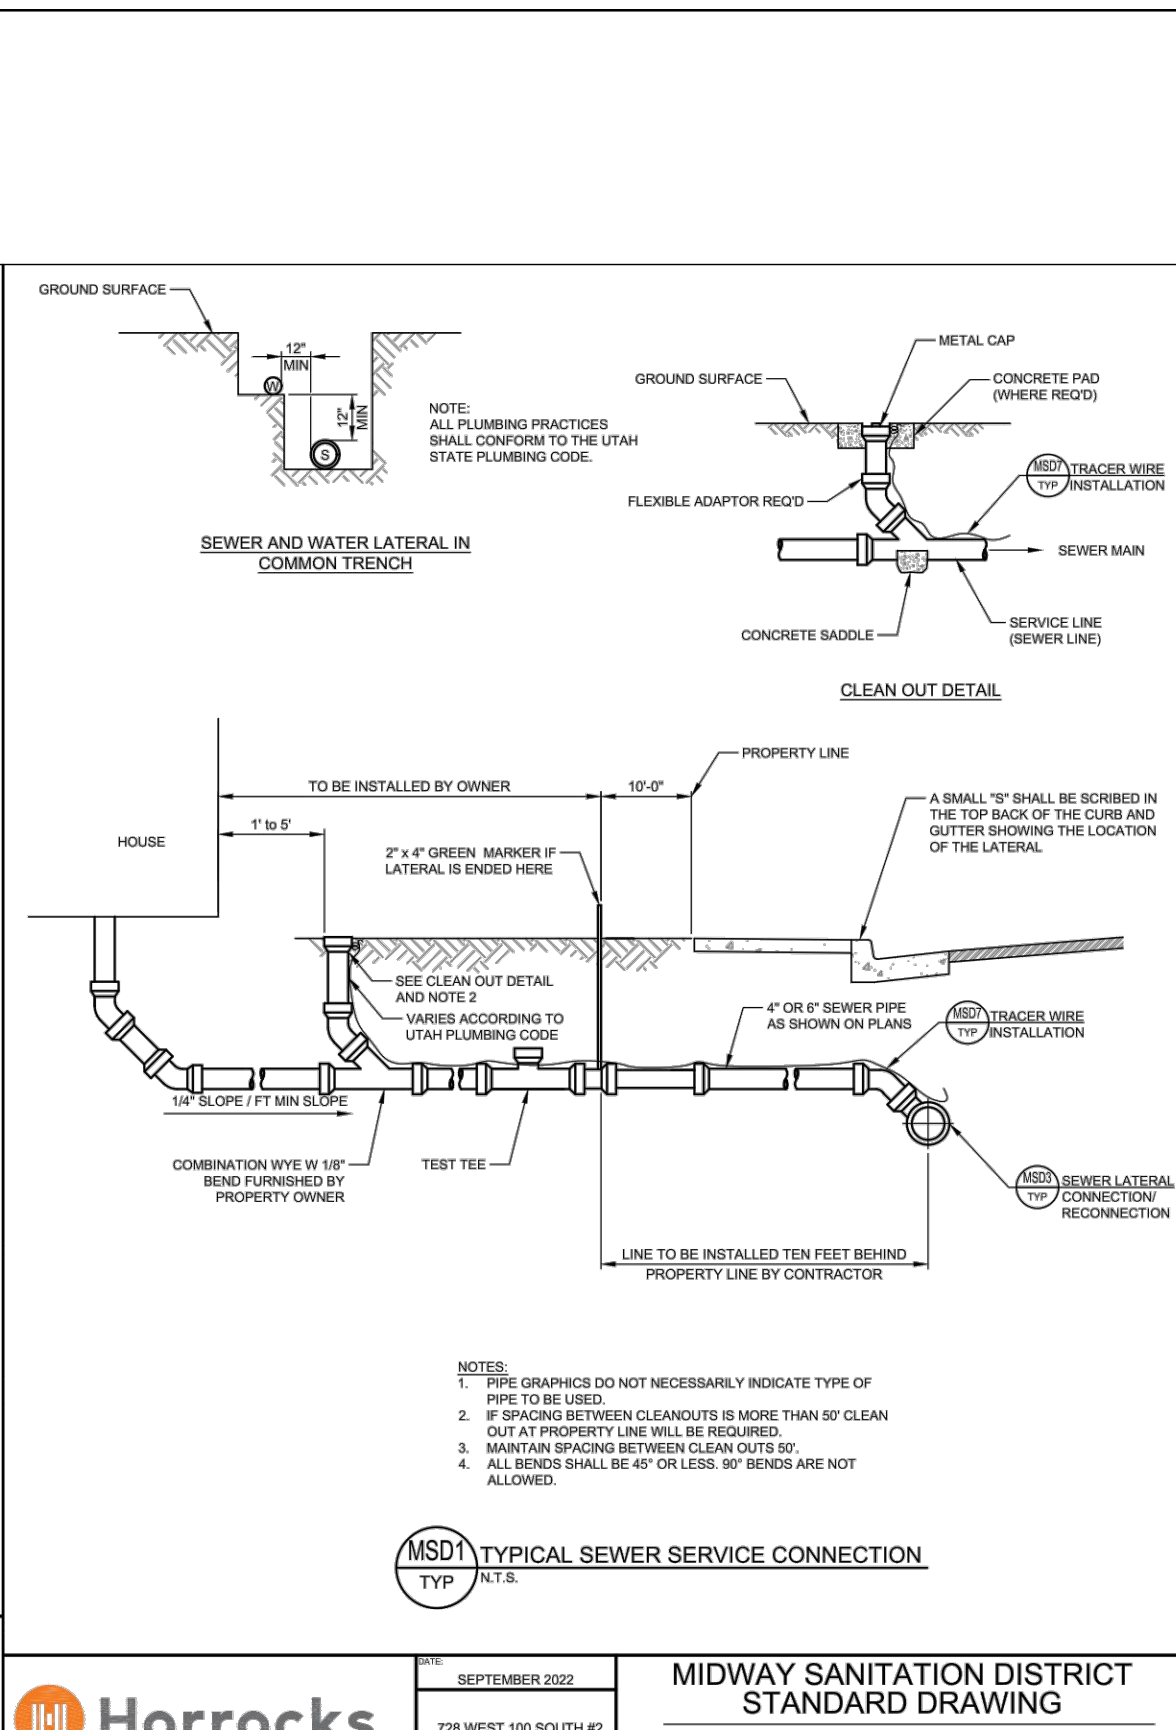 GROUND SURFACE
12"
MIN
W
12"
MIN
S
NOTE:
ALL PLUMBING PRACTICES
SHALL CONFORM TO THE UTAH
STATE PLUMBING CODE.
SEWER AND WATER LATERAL IN
COMMON TRENCH
METAL CAP
GROUND SURFACE
CONCRETE PAD
(WHERE REQ'D)
MSD7
TYP
TRACER WIRE
INSTALLATION
FLEXIBLE ADAPTOR REQ'D
SEWER MAIN
SERVICE LINE
(SEWER LINE)
CONCRETE SADDLE
CLEAN OUT DETAIL
PROPERTY LINE
TO BE INSTALLED BY OWNER
10'-0"
A SMALL "S" SHALL BE SCRIBED IN
THE TOP BACK OF THE CURB AND
GUTTER SHOWING THE LOCATION
OF THE LATERAL
1' to 5'
HOUSE
2" x 4" GREEN MARKER IF
LATERAL IS ENDED HERE
SEE CLEAN OUT DETAIL
AND NOTE 2
VARIES ACCORDING TO
UTAH PLUMBING CODE
4" OR 6" SEWER PIPE
AS SHOWN ON PLANS
MSD7
TYP
TRACER WIRE
INSTALLATION
1/4" SLOPE / FT MIN SLOPE
COMBINATION WYE W 1/8"
BEND FURNISHED BY
PROPERTY OWNER
TEST TEE
MSD3
TYP
SEWER LATERAL
CONNECTION/
RECONNECTION
LINE TO BE INSTALLED TEN FEET BEHIND
PROPERTY LINE BY CONTRACTOR
NOTES:
1. PIPE GRAPHICS DO NOT NECESSARILY INDICATE TYPE OF
PIPE TO BE USED.
2. IF SPACING BETWEEN CLEANOUTS IS MORE THAN 50' CLEAN
OUT AT PROPERTY LINE WILL BE REQUIRED.
3. MAINTAIN SPACING BETWEEN CLEAN OUTS 50'.
4. ALL BENDS SHALL BE 45° OR LESS. 90° BENDS ARE NOT
ALLOWED.
MSD1
TYP
TYPICAL SEWER SERVICE CONNECTION
N.T.S.
Horrocks
DATE:
SEPTEMBER 2022
728 WEST 100 SOUTH #2
MIDWAY SANITATION DISTRICT
STANDARD DRAWING